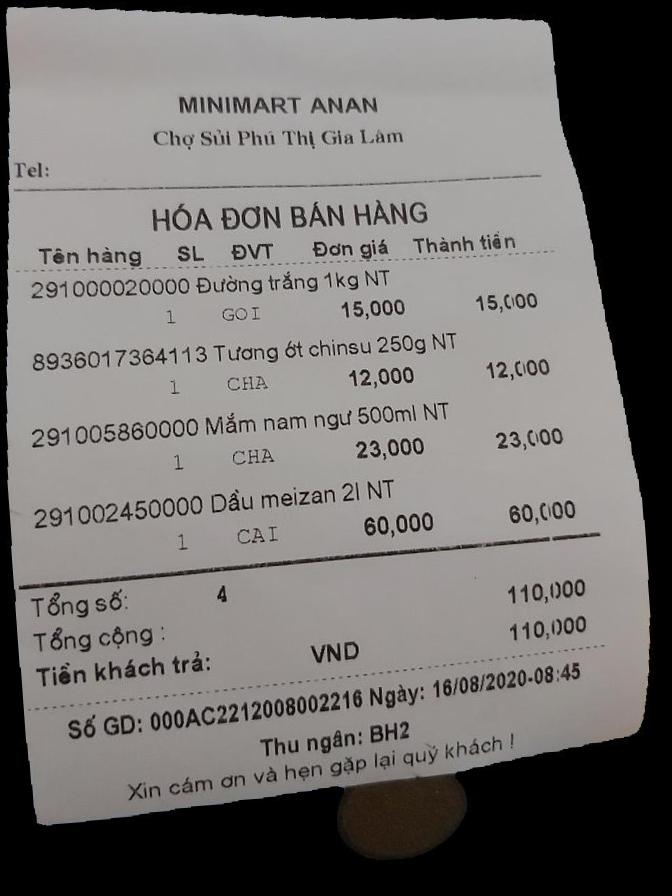 MINIMART ANAN
Chợ Sủi Phú Thị Gia Lâm
Tel:
HÓA ĐƠN BÁN HÀNG
Tên hàng SL ĐVT Đơn giá Thành tiền
291000020000 Đường trắng 1kg NT
1 GOI 15,000 15,000
8936017364113 Tương ớt chinsu 250g NT
1 CHA 12,000 12,000
291005860000 Mắm nam ngư 500ml NT
1 CHA 23,000 23,000
291002450000 Dầu meizan 2l NT
1 CAI 60,000 60,000
Tổng số: 4 110,000
Tổng cộng : 110,000
Tiền khách trả: VND
Số GD: 000AC2212008002216 Ngày: 16/08/2020-08:45
Thu ngân: BH2
Xin cám ơn và hẹn gặp lại quý khách !